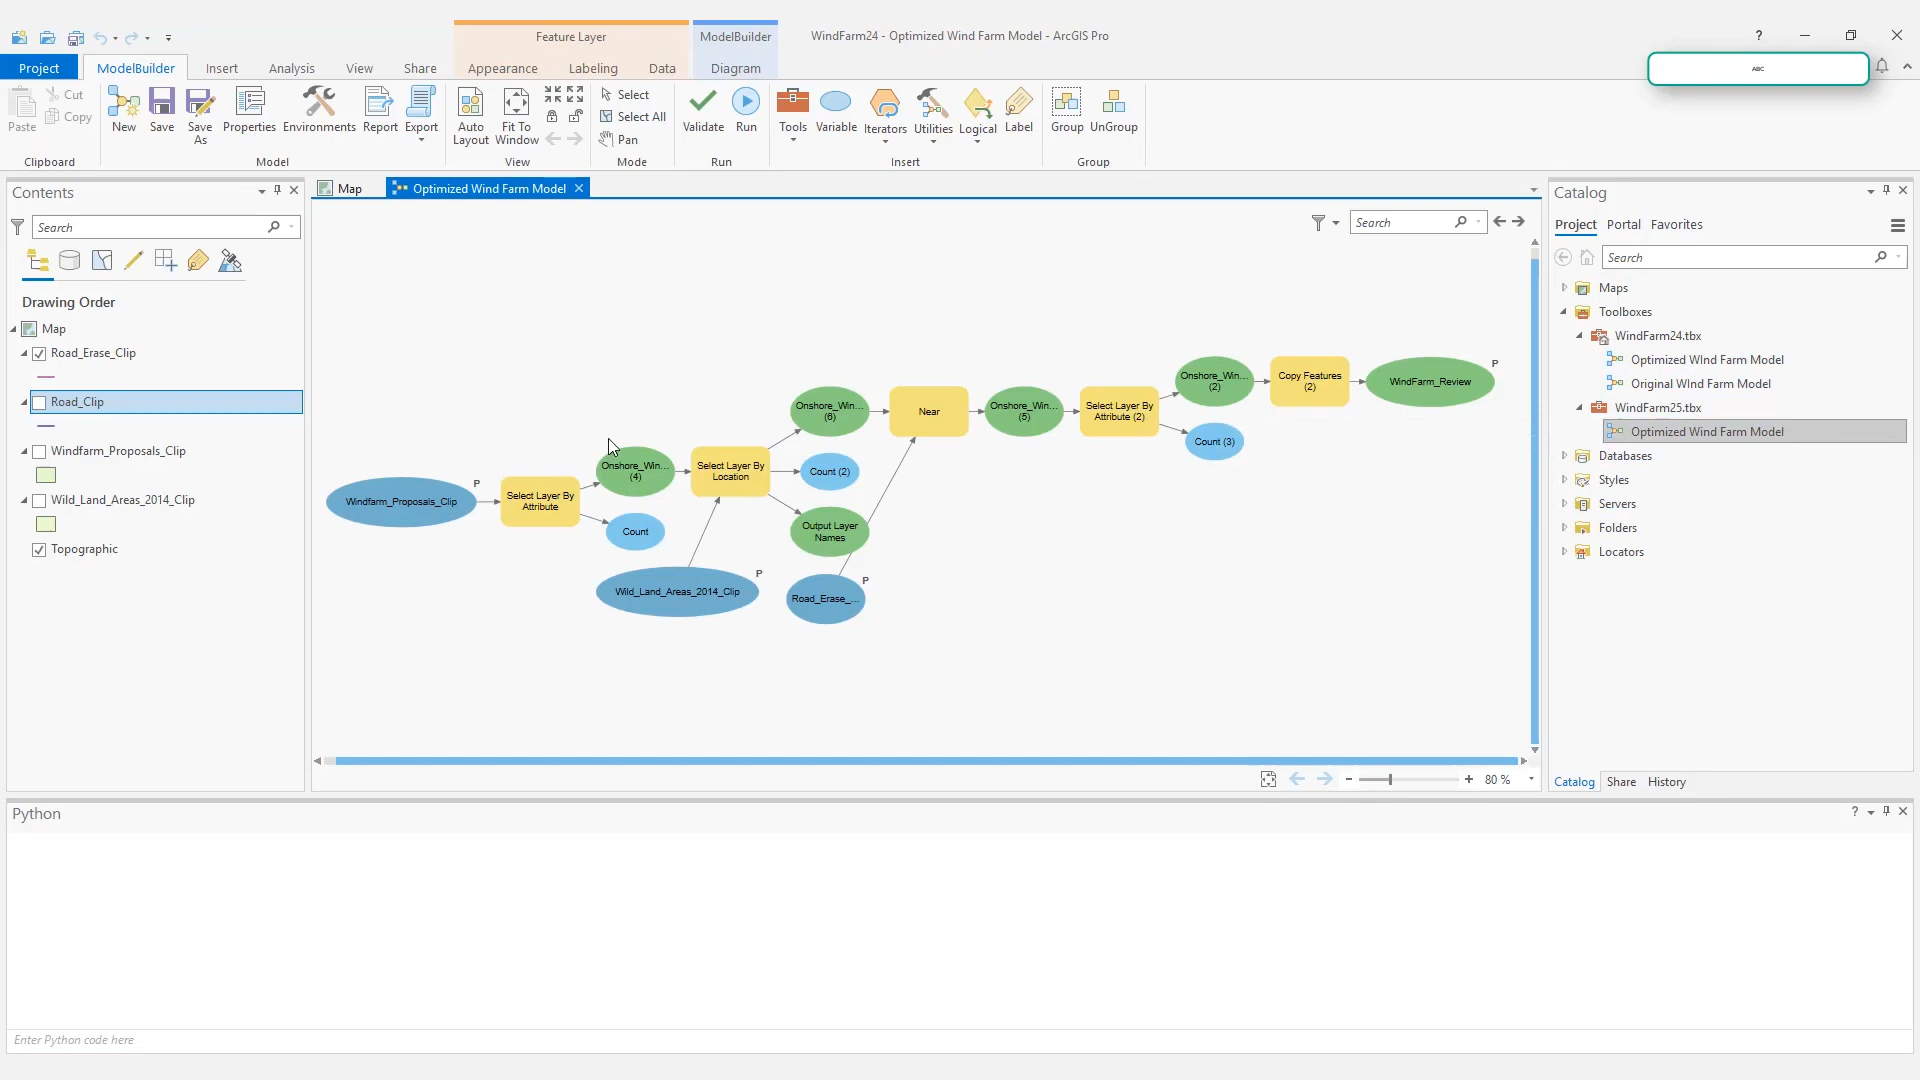 Feature Layer
ModelBuilder
WindFarm24 - Optimized Wind Farm Model - ArcGIS Pro
?
Project
ModelBuilder
Insert
Analysis
View
Share
Appearance
Labeling
Data
Diagram
ABC
Paste
Cut
Copy
New
Save
Save As
Properties
Environments
Report
Export
Auto Layout
Fit To Window
Select
Select All
Pan
Validate
Run
Tools
Variable
Iterators
Utilities
Logical
Label
Group
UnGroup
Clipboard
Model
View
Mode
Run
Insert
Group
Contents
Search
Drawing Order
Map
Road_Erase_Clip
Road_Clip
Windfarm_Proposals_Clip
Wild_Land_Areas_2014_Clip
Topographic
Map
Optimized Wind Farm Model
Search
Windfarm_Proposals_Clip
P
Select Layer By
Attribute
Onshore_Win...
(4)
Count
Select Layer By
Location
Wild_Land_Areas_2014_Clip
P
Onshore_Win...
(6)
Count (2)
Output Layer
Names
Road_Erase_...
P
Near
Onshore_Win...
(5)
Select Layer By
Attribute (2)
Onshore_Win...
(2)
Count (3)
Copy Features
(2)
WindFarm_Review
P
80 %
Catalog
Project
Portal
Favorites
Search
Maps
Toolboxes
WindFarm24.tbx
Optimized WInd Farm Model
Original WInd Farm Model
WindFarm25.tbx
Optimized Wind Farm Model
Databases
Styles
Servers
Folders
Locators
Catalog
Share
History
Python
?
Enter Python code here